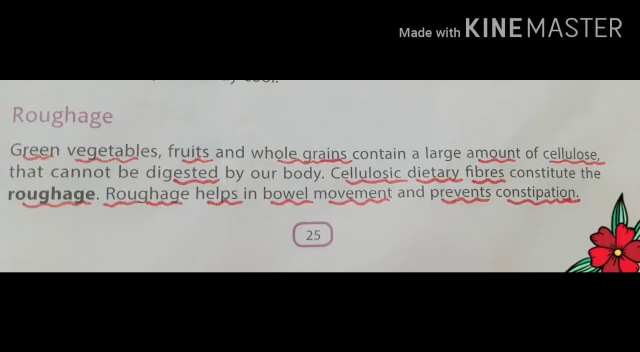 Made with KINEMASTER
cool.
Roughage
Green vegetables, fruits and whole grains contain a large amount of cellulose,
that cannot be digested by our body. Cellulosic dietary fibres constitute the
roughage. Roughage helps in bowel movement and prevents constipation.
25